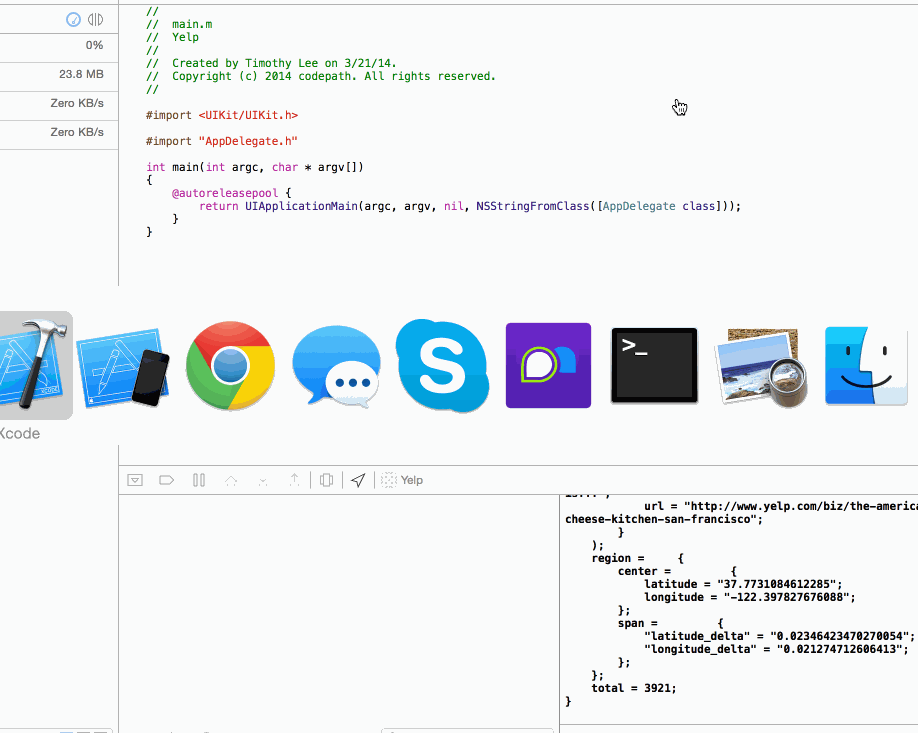 //
//  main.m
//  Yelp
//
//  Created by Timothy Lee on 3/21/14.
//  Copyright (c) 2014 codepath. All rights reserved.
//
0%
23.8 MB
Zero KB/s
Zero KB/s
#import <UIKit/UIKit.h>
#import "AppDelegate.h"
int main(int argc, char * argv[])
{
    @autoreleasepool {
        return UIApplicationMain(argc, argv, nil, NSStringFromClass([AppDelegate class]));
    }
}
>_
S
Xcode
Yelp
url = "http://www.yelp.com/biz/the-america
cheese-kitchen-san-francisco";
        }
    );
    region =     {
        center =         {
            latitude = "37.7731084612285";
            longitude = "-122.397827676088";
        };
        span =         {
            "latitude_delta" = "0.02346423470270054";
            "longitude_delta" = "0.021274712606413";
        };
    };
    total = 3921;
}